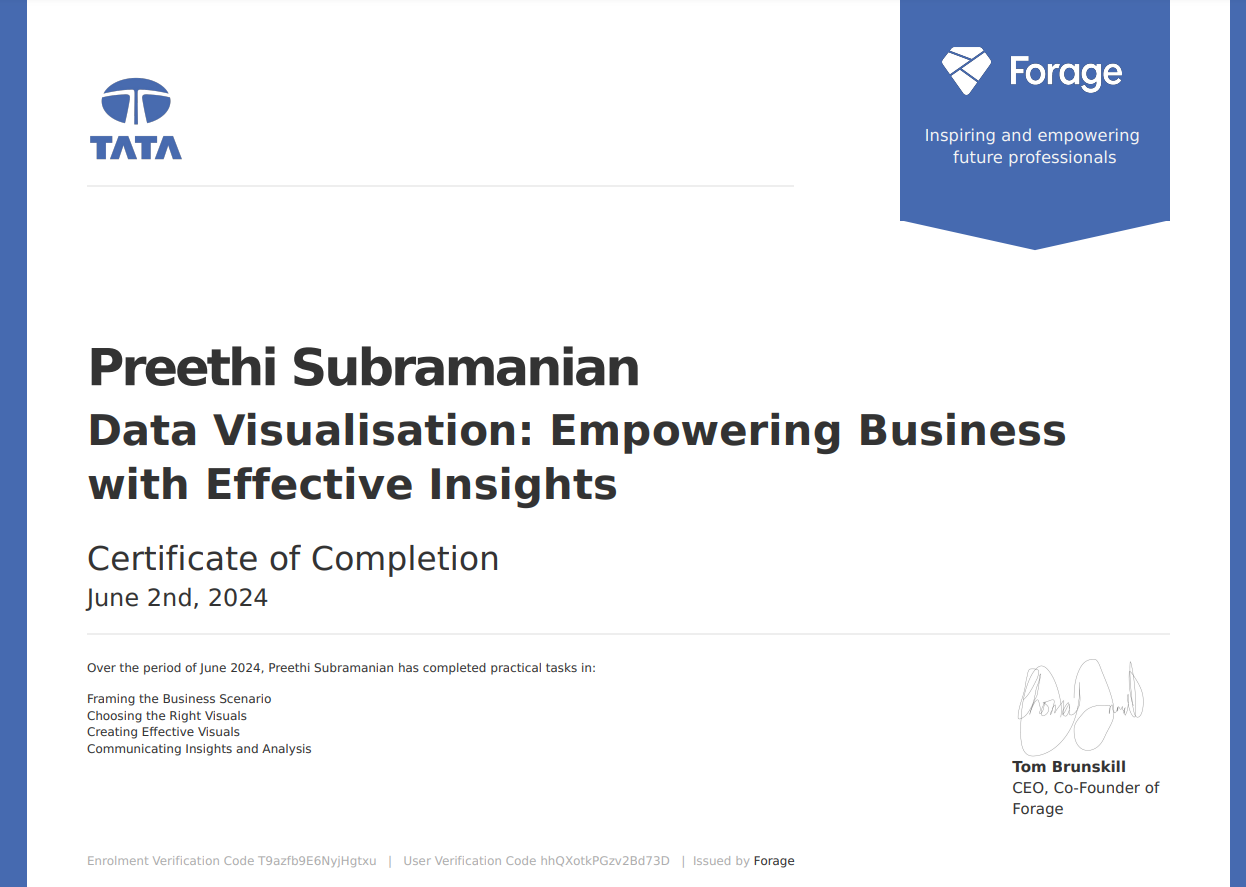 TATA
Forage
Inspiring and empowering
future professionals
Preethi Subramanian
Data Visualisation: Empowering Business
with Effective Insights
Certificate of Completion
June 2nd, 2024
Over the period of June 2024, Preethi Subramanian has completed practical tasks in:
Framing the Business Scenario
Choosing the Right Visuals
Creating Effective Visuals
Communicating Insights and Analysis
Tom Brunskill
CEO, Co-Founder of
Forage
Enrolment Verification Code T9azfb9E6NyjHgtxu | User Verification Code hhQXotkPGzv2Bd73D | Issued by Forage